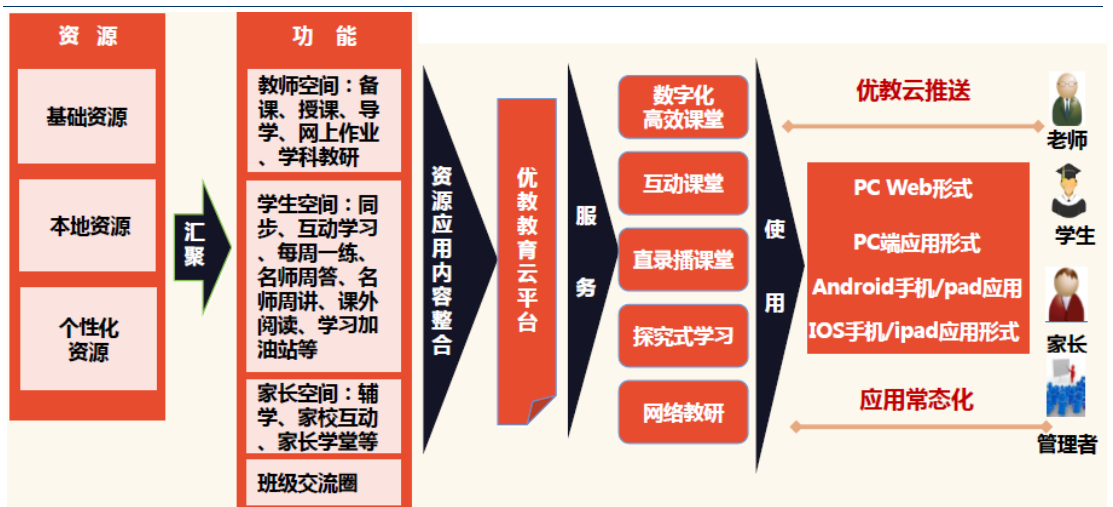 资 源
基础资源
本地资源
个性化
资源
汇
聚
功 能
教师空间：备
课、授课、导
学、网上作业
、学科教研
学生空间：同
步、互动学习
、每周一练、
名师周答、名
师周讲、课外
阅读、学习加
油站等
家长空间：辅
学、家校互动
、家长学堂等
班级交流圈
资源应用内容整合
优教教育云平台
服
务
数字化
高效课堂
互动课堂
直录播课堂
探究式学习
网络教研
使
用
优教云推送
PC Web形式
PC端应用形式
Android手机/pad应用
IOS手机/ipad应用形式
应用常态化
老师
学生
家长
管理者